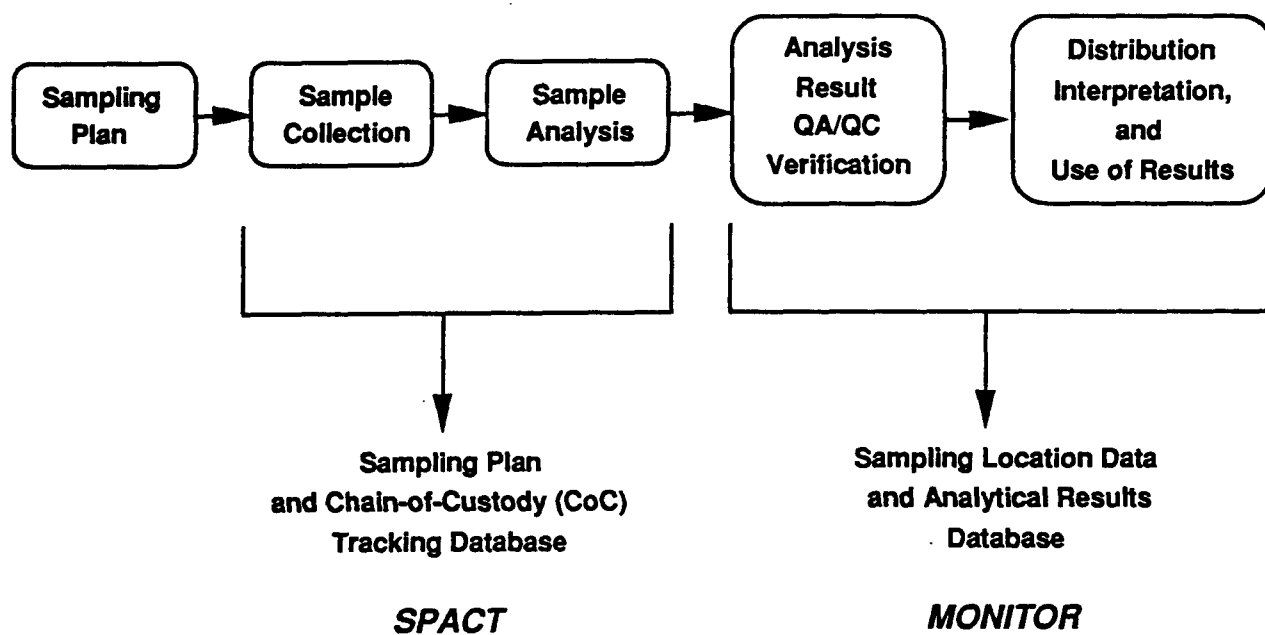 Sampling
Plan
Sample
Collection
Sample
Analysis
Analysis
Result
QA/QC
Verification
Distribution
Interpretation,
and
Use of Results
Sampling Plan
and Chain-of-Custody (CoC)
Tracking Database
Sampling Location Data
and Analytical Results
Database
SPACT
MONITOR